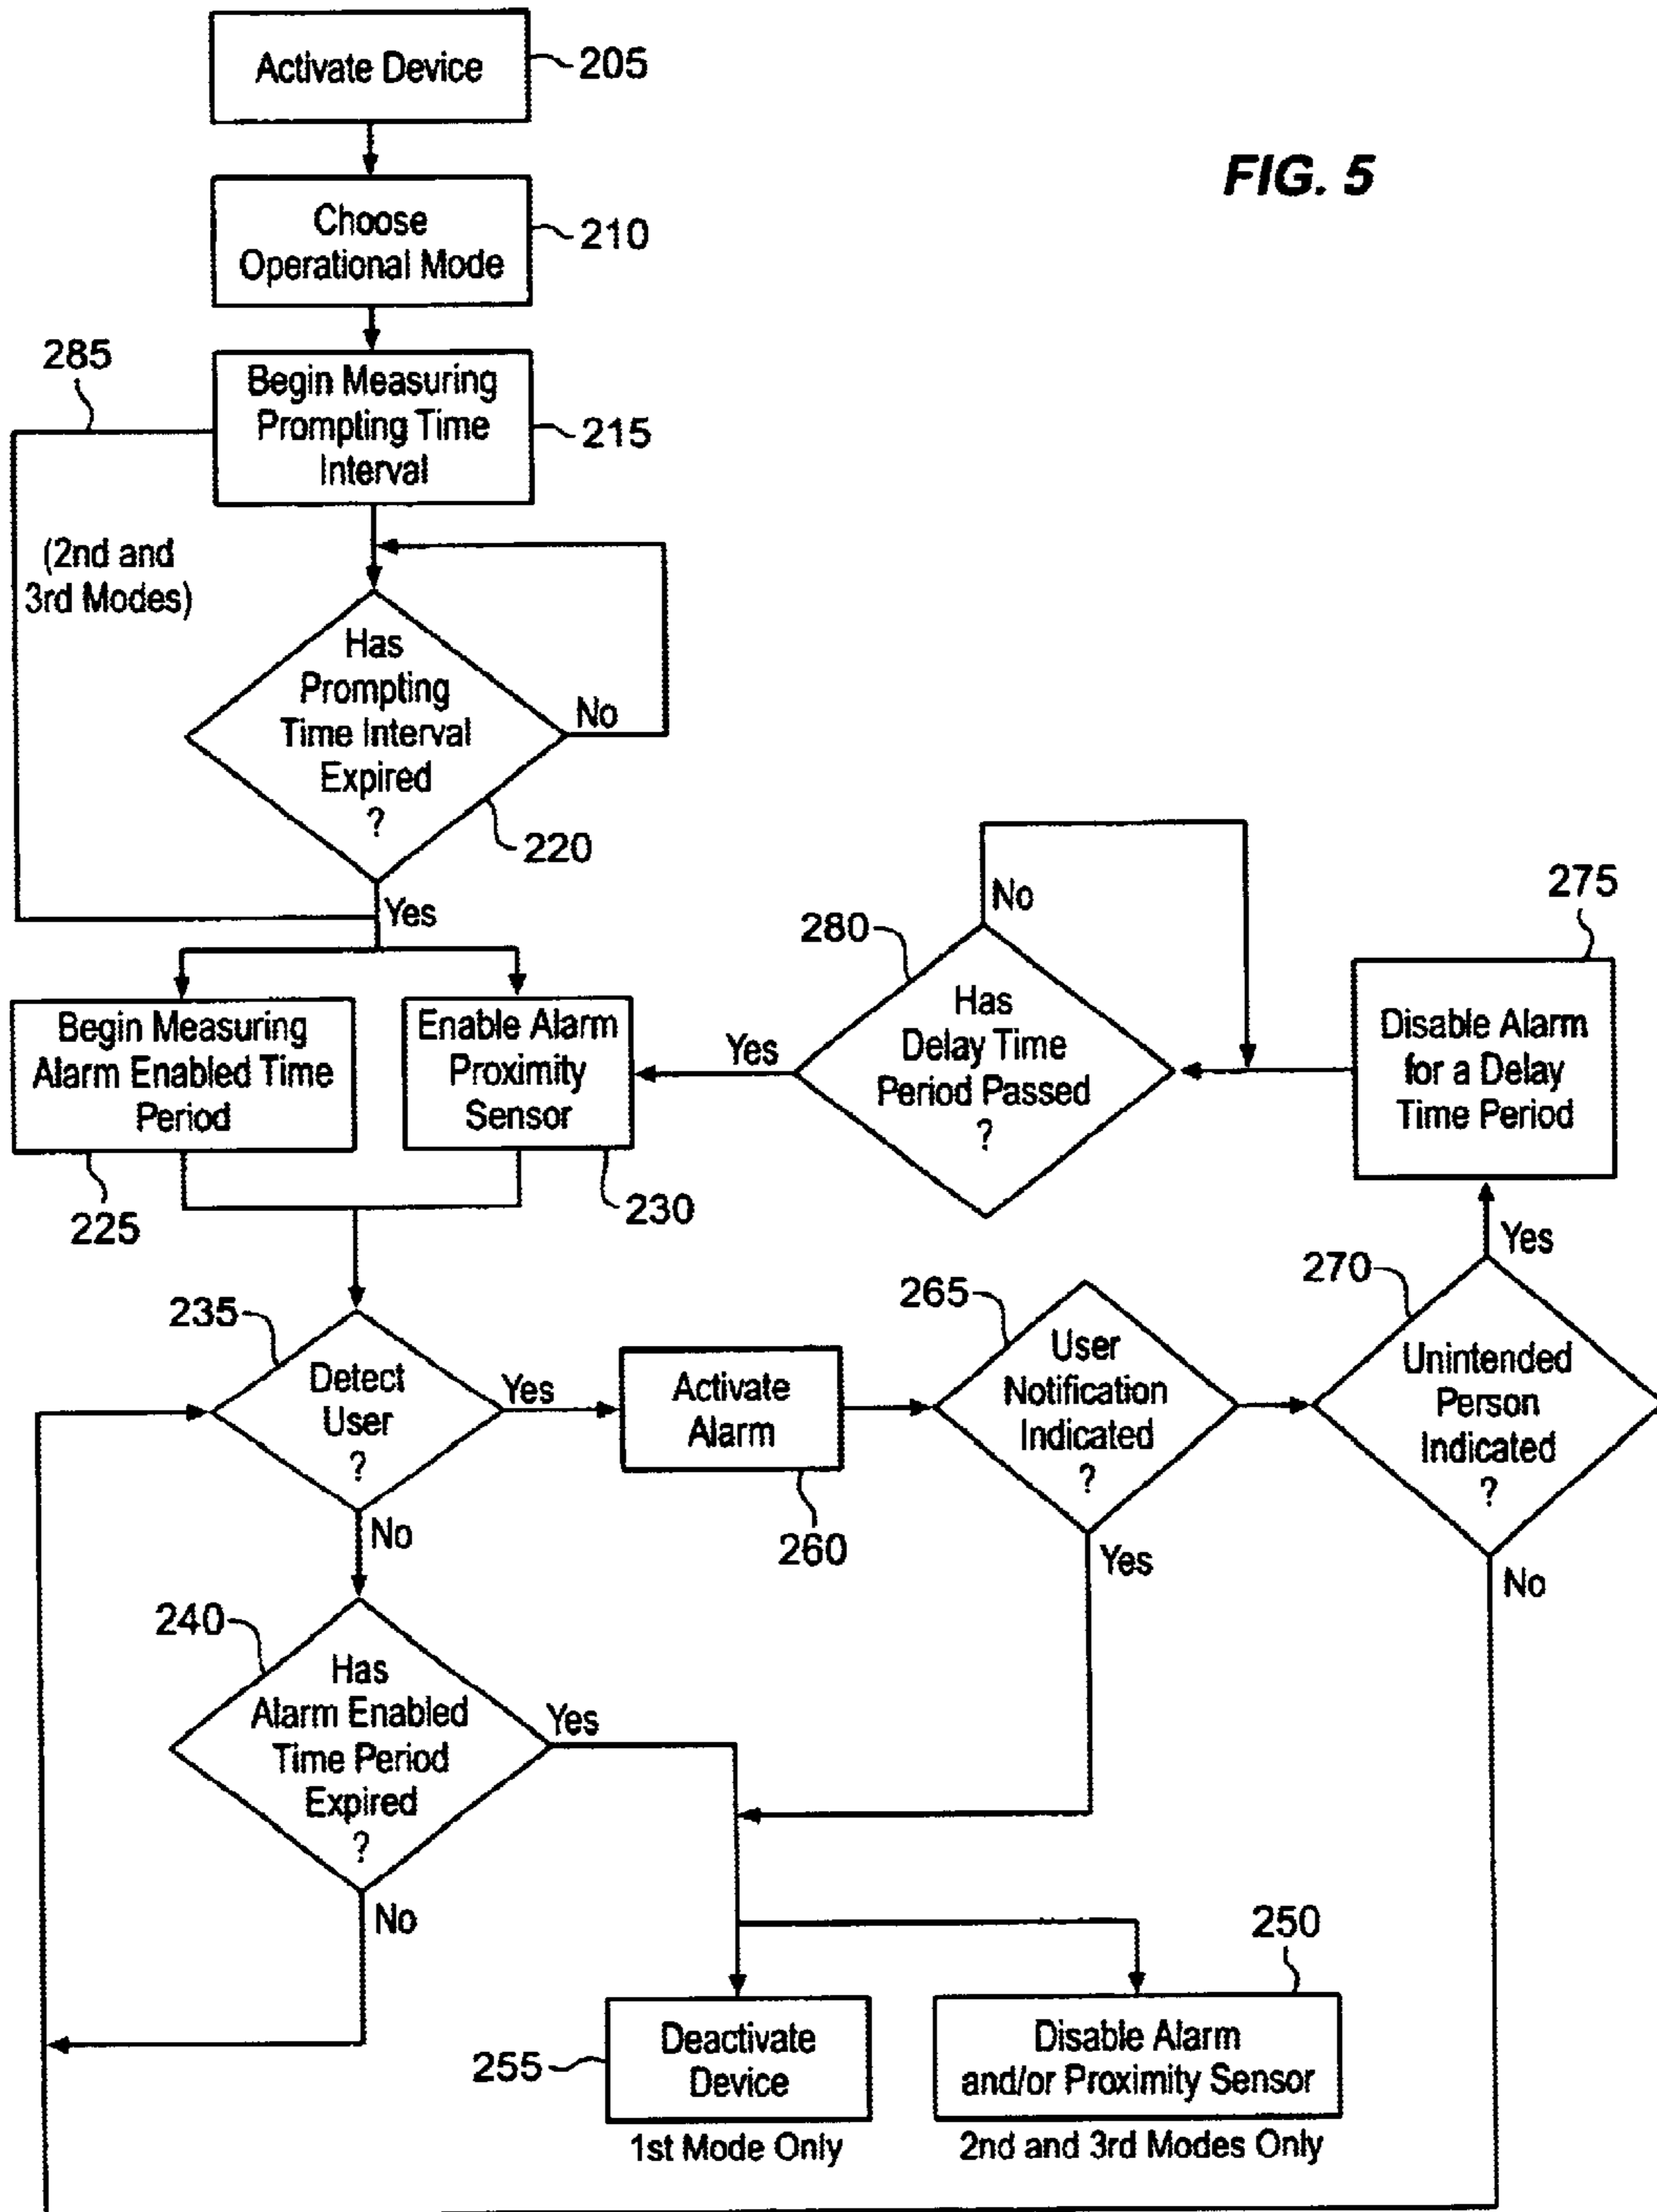 FIG. 5
Activate Device
205
Choose
Operational Mode
210
285
Begin Measuring
Prompting Time
Interval
215
(2nd and
3rd Modes)
Has
Prompting
Time Interval
Expired
?
No
220
Yes
Begin Measuring
Alarm Enabled Time
Period
225
Enable Alarm
Proximity
Sensor
230
Yes
280
No
Has
Delay Time
Period Passed
?
275
Disable Alarm
for a Delay
Time Period
235
Detect
User
?
Yes
No
Activate
Alarm
260
265
User
Notification
Indicated
?
Yes
270
Yes
Unintended
Person
Indicated
?
No
240
Has
Alarm Enabled
Time Period
Expired
?
Yes
No
255
Deactivate
Device
1st Mode Only
250
Disable Alarm
and/or Proximity Sensor
2nd and 3rd Modes Only